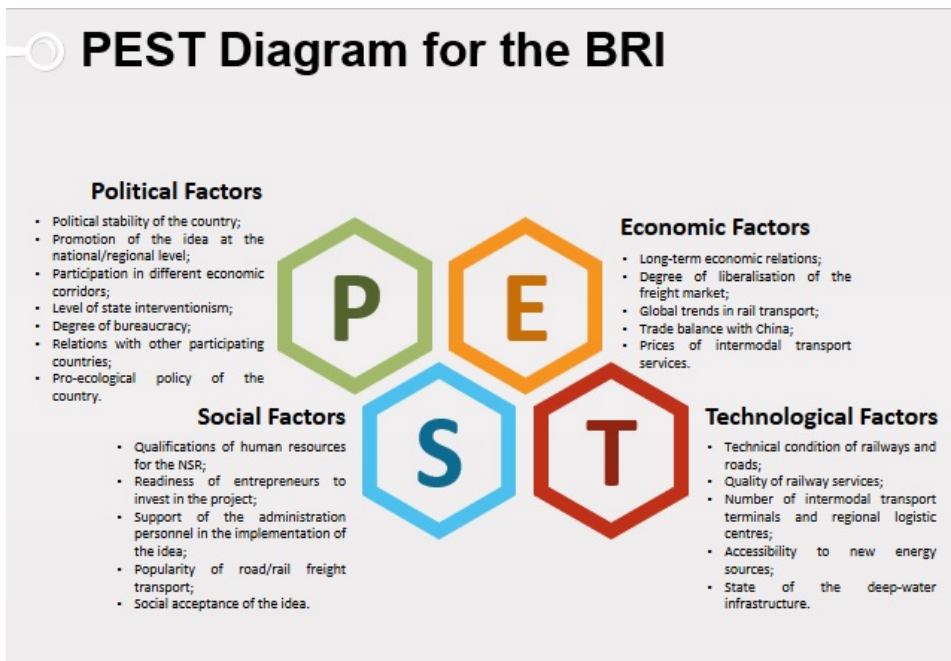 PEST Diagram for the BRI
Political Factors
▪ Political stability of the country;
▪ Promotion of the idea at the
national/regional level;
▪ Participation in different economic
corridors;
▪ Level of state interventionism;
▪ Degree of bureaucracy;
▪ Relations with other participating
countries;
▪ Pro-ecological policy of the
country.
P
E
Economic Factors
▪ Long-term economic relations;
▪ Degree of liberalisation of the
freight market;
▪ Global trends in rail transport;
▪ Trade balance with China;
▪ Prices of intermodal transport
services.
Social Factors
▪ Qualifications of human resources
for the NSR;
▪ Readiness of entrepreneurs to
invest in the project;
▪ Support of the administration
personnel in the implementation of
the idea;
▪ Popularity of road/rail freight
transport;
▪ Social acceptance of the idea.
S
T
Technological Factors
▪ Technical condition of railways and
roads;
▪ Quality of railway services;
▪ Number of intermodal transport
terminals and regional logistic
centres;
▪ Accessibility to new energy
sources;
▪ State of the deep-water
infrastructure.